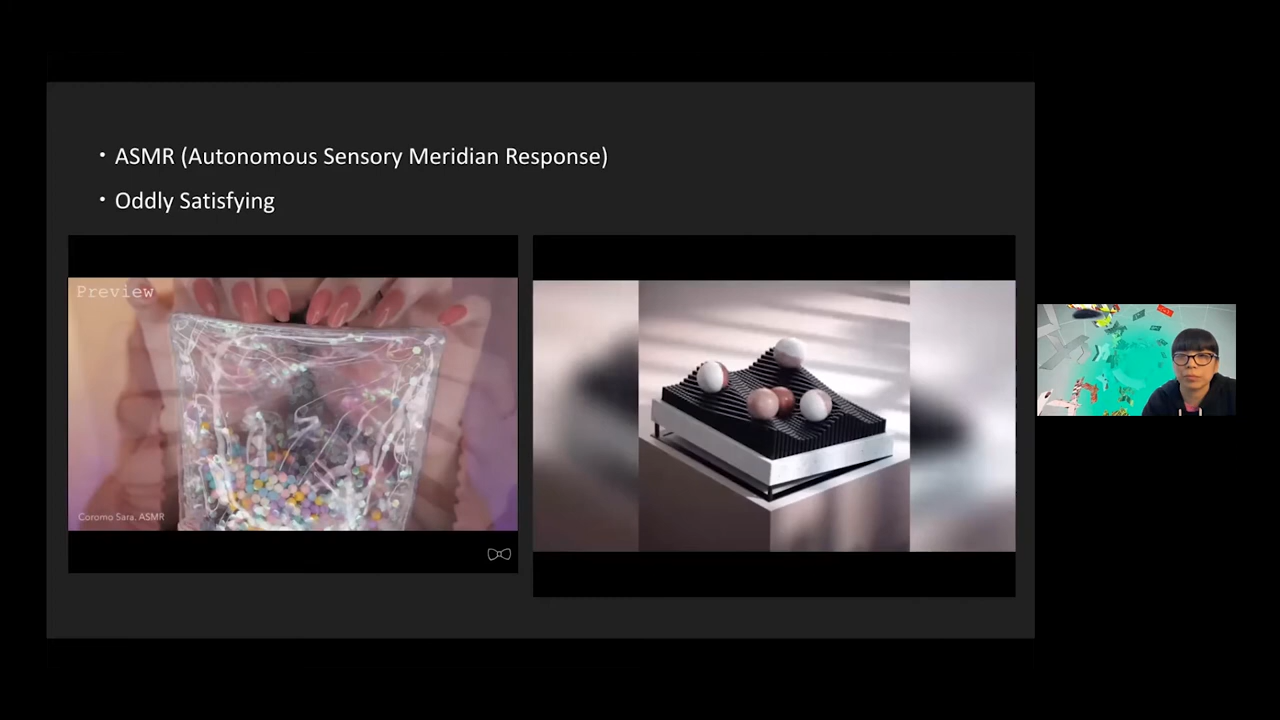 • ASMR (Autonomous Sensory Meridian Response)
• Oddly Satisfying
Preview
Coromo Sara. ASMR